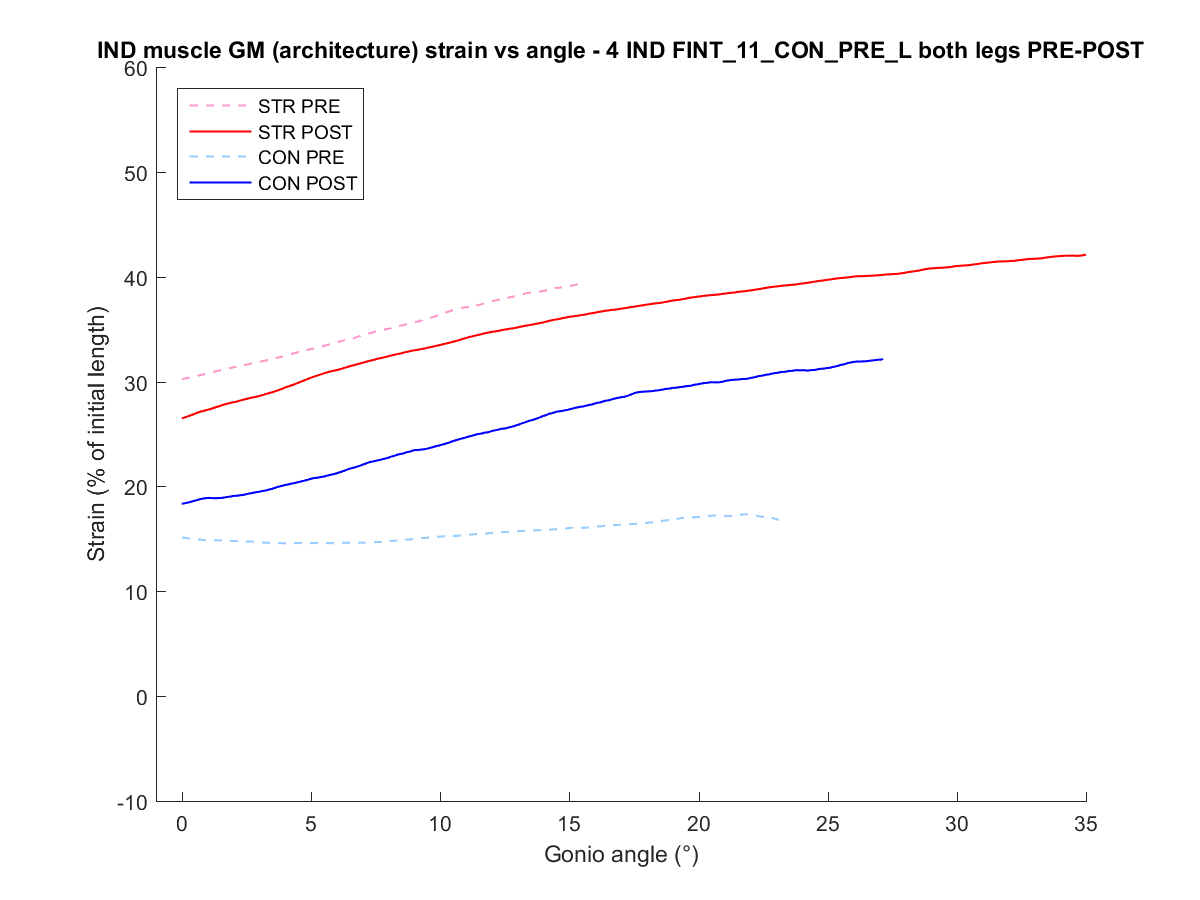 IND muscle GM (architecture) strain vs angle - 4 IND FINT_11_CON_PRE_L both legs PRE-POST
60
50
40
30
20
10
0
-10
STR PRE
STR POST
CON PRE
CON POST
Strain (% of initial length)
0 5 10 15 20 25 30 35
Gonio angle (°)